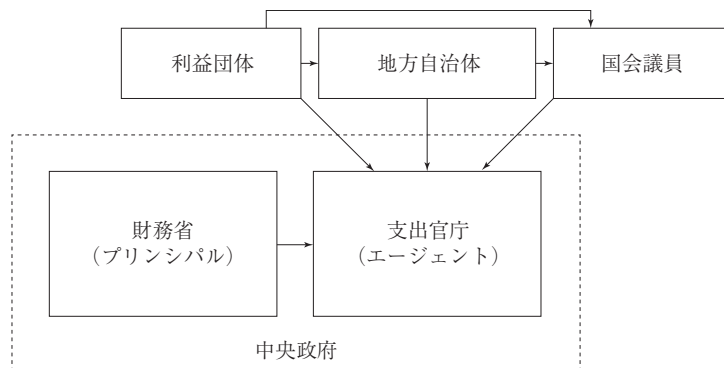 利益団体
地方自治体
国会議員
財務省
（プリンシパル）
支出官庁
（エージェント）
中央政府